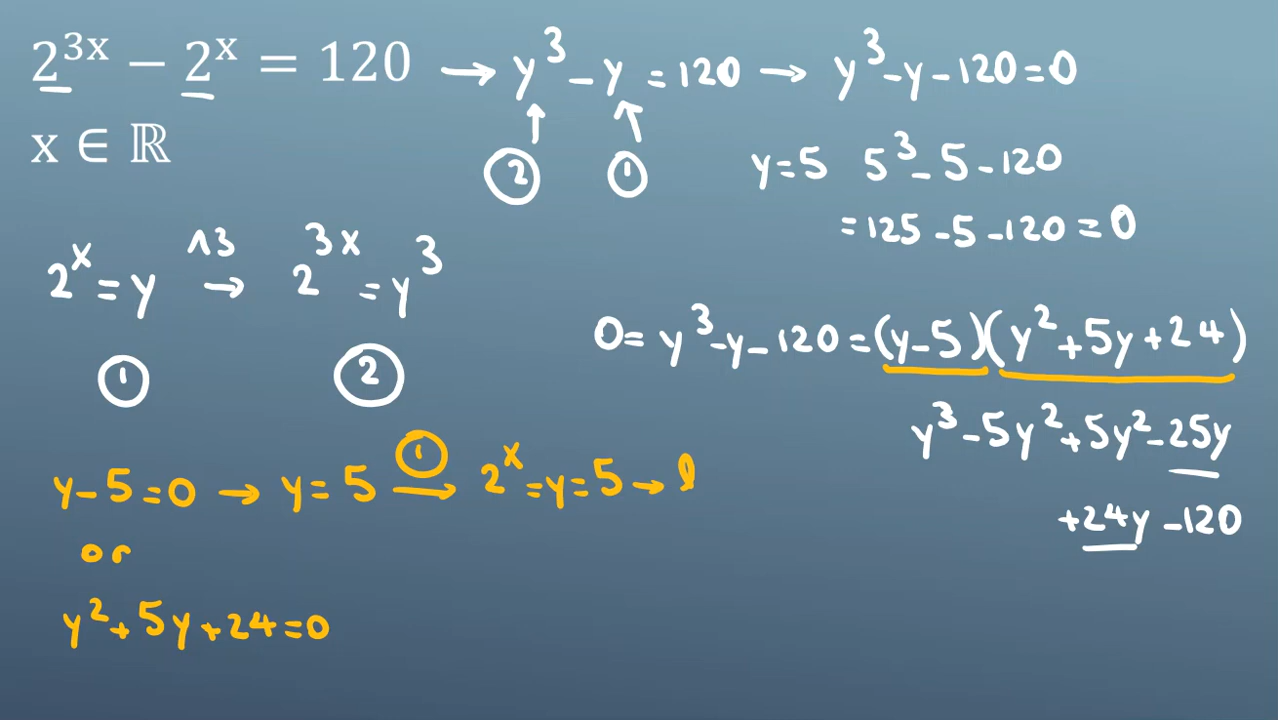 2^{3x} − 2^x = 120 → y^3 - y = 120 → y^3 - y - 120 = 0
x ∈ ℝ
② ①
y = 5 5^3 - 5 - 120
= 125 - 5 - 120 = 0
2^x = y ^3 → 2^{3x} = y^3
① ②
0 = y^3 - y - 120 = (y - 5)(y^2 + 5y + 24)
y^3 - 5y^2 + 5y^2 - 25y
+ 24y - 120
y - 5 = 0 → y = 5 ① → 2^x = y = 5 → l
or
y^2 + 5y + 24 = 0